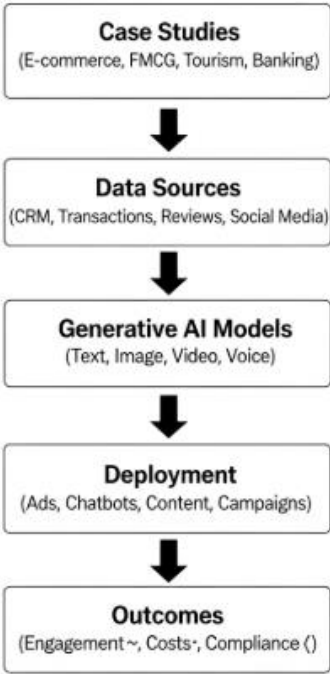 Case Studies
(E-commerce, FMCG, Tourism, Banking)
Data Sources
(CRM, Transactions, Reviews, Social Media)
Generative AI Models
(Text, Image, Video, Voice)
Deployment
(Ads, Chatbots, Content, Campaigns)
Outcomes
(Engagement ~, Costs·, Compliance ⟨)